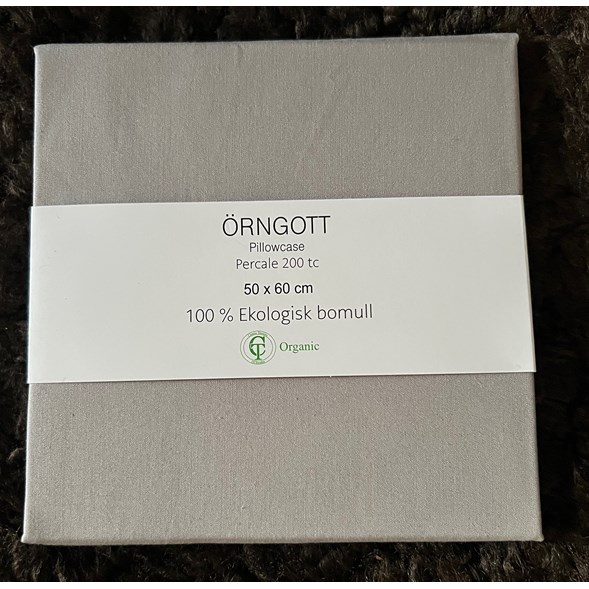 ÖRNGOTT
Pillowcase
Percale 200 tc
50 x 60 cm
100 % Ekologisk bomull
Organic